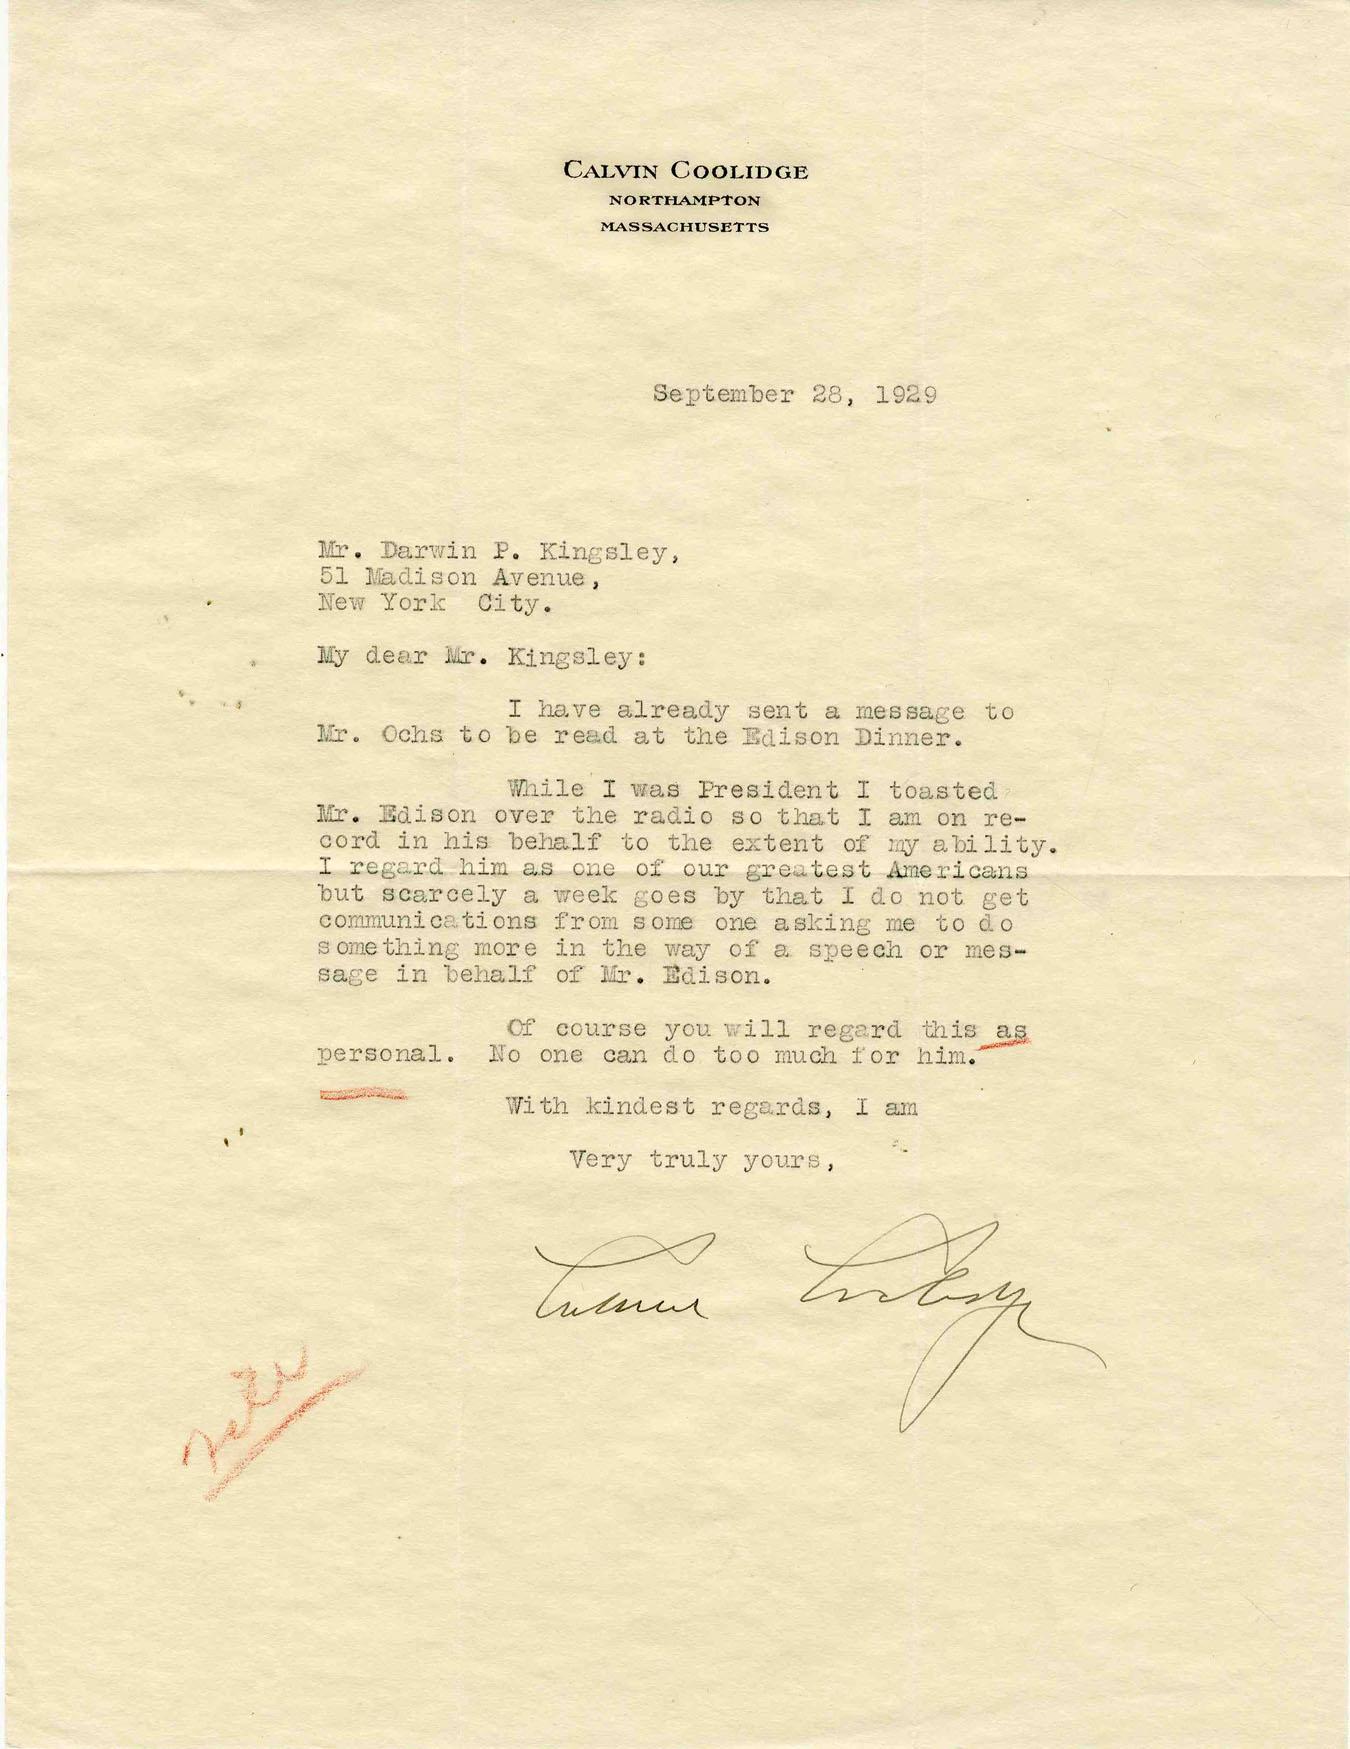 CALVIN COOLIDGE
NORTHAMPTON
MASSACHUSETTS
September 28, 1929
Mr. Darwin P. Kingsley,
51 Madison Avenue,
New York City.
My dear Mr. Kingsley:
I have already sent a message to
Mr. Ochs to be read at the Edison Dinner.
While I was President I toasted
Mr. Edison over the radio so that I am on re-
cord in his behalf to the extent of my ability.
I regard him as one of our greatest Americans
but scarcely a week goes by that I do not get
communications from some one asking me to do
something more in the way of a speech or mes-
sage in behalf of Mr. Edison.
Of course you will regard this as
personal. No one can do too much for him.
With kindest regards, I am
Very truly yours,
Calvin Coolidge